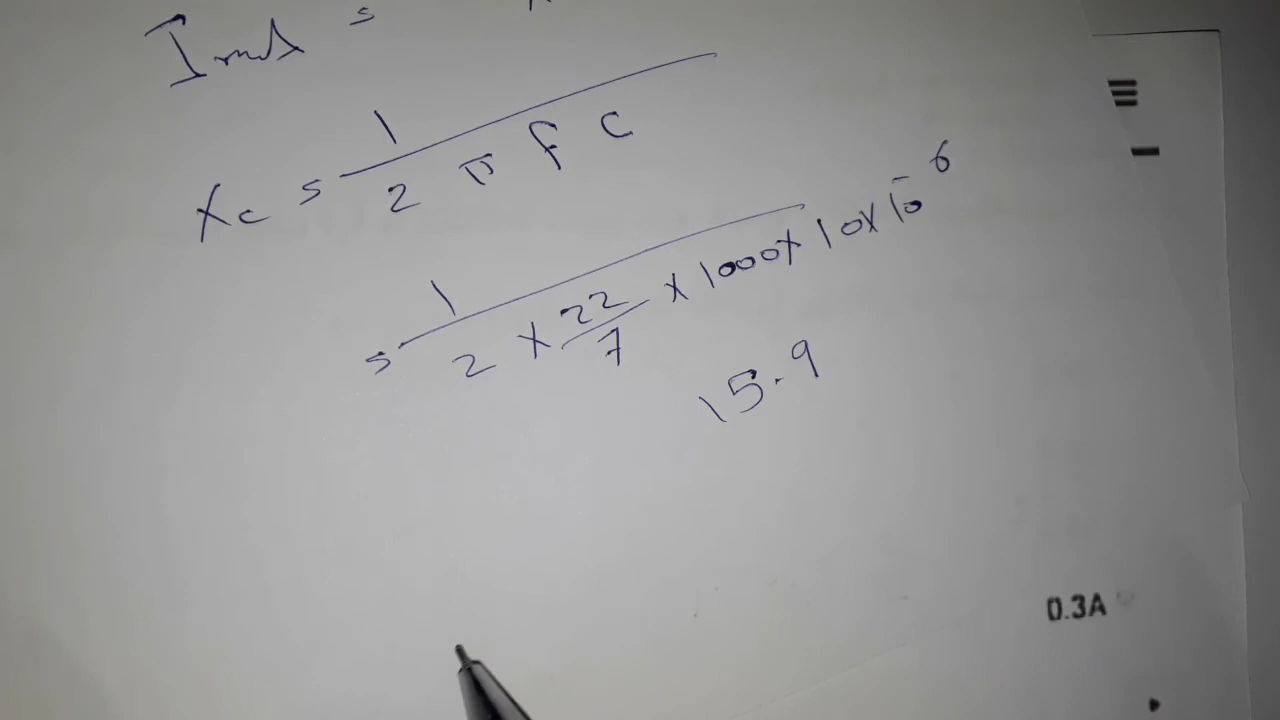 Irms =
Xc = 1 / 2 π f C
= 1 / 2 × 22/7 × 1000 × 10 × 10^-6
15.9
0.3A